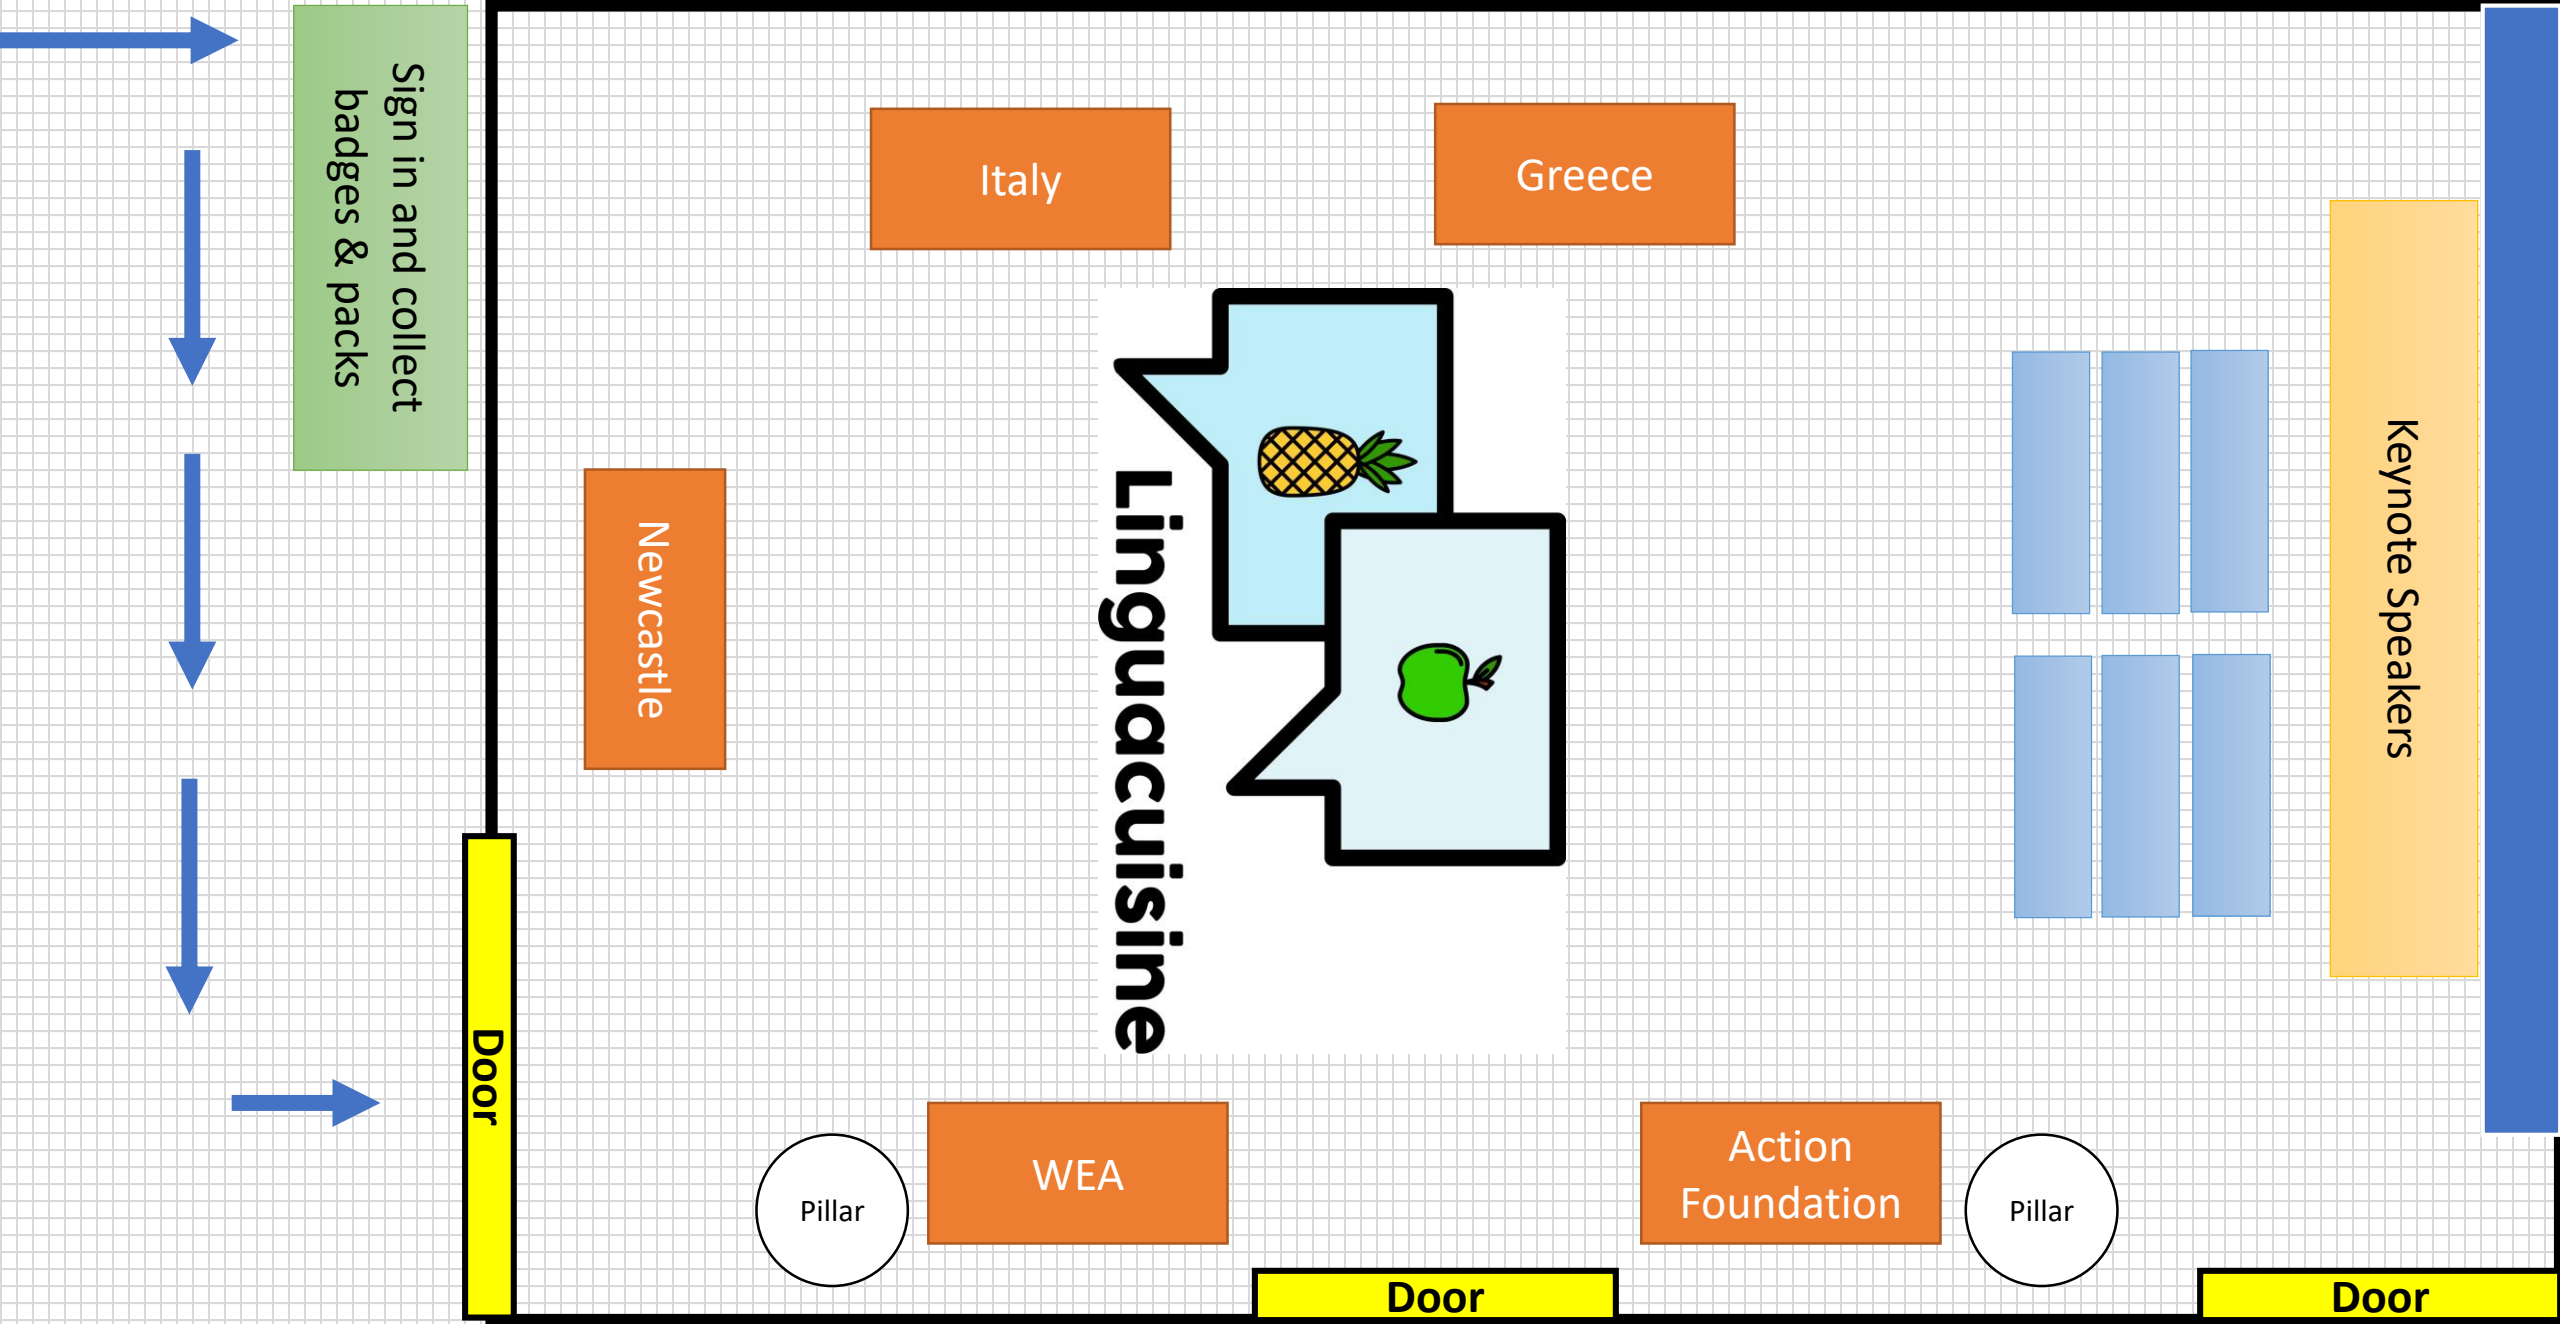 Sign in and collect
badges & packs
Italy
Greece
Newcastle
Linguacuisine
Keynote Speakers
Door
WEA
Action
Foundation
Pillar
Pillar
Door
Door